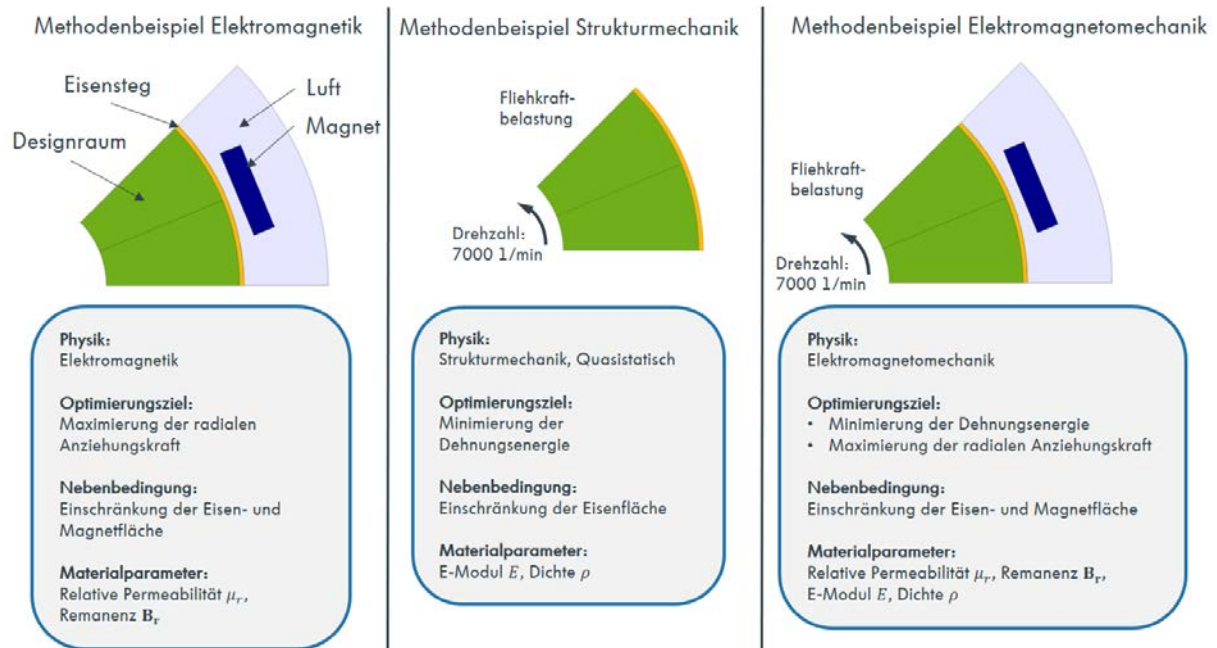 Methodenbeispiel Elektromagnetik
Eisensteg
Luft
Magnet
Designraum
Physik:
Elektromagnetik
Optimierungsziel:
Maximierung der radialen
Anziehungskraft
Nebenbedingung:
Einschränkung der Eisen- und
Magnetfläche
Materialparameter:
Relative Permeabilität μr,
Remanenz Br
Methodenbeispiel Strukturmechanik
Fliehkraft-
belastung
Drehzahl:
7000 1/min
Physik:
Strukturmechanik, Quasistatisch
Optimierungsziel:
Minimierung der
Dehnungsenergie
Nebenbedingung:
Einschränkung der Eisenfläche
Materialparameter:
E-Modul E, Dichte ρ
Methodenbeispiel Elektromagnetomechanik
Fliehkraft-
belastung
Drehzahl:
7000 1/min
Physik:
Elektromagnetomechanik
Optimierungsziel:
• Minimierung der Dehnungsenergie
• Maximierung der radialen Anziehungskraft
Nebenbedingung:
Einschränkung der Eisen- und Magnetfläche
Materialparameter:
Relative Permeabilität μr, Remanenz Br,
E-Modul E, Dichte ρ